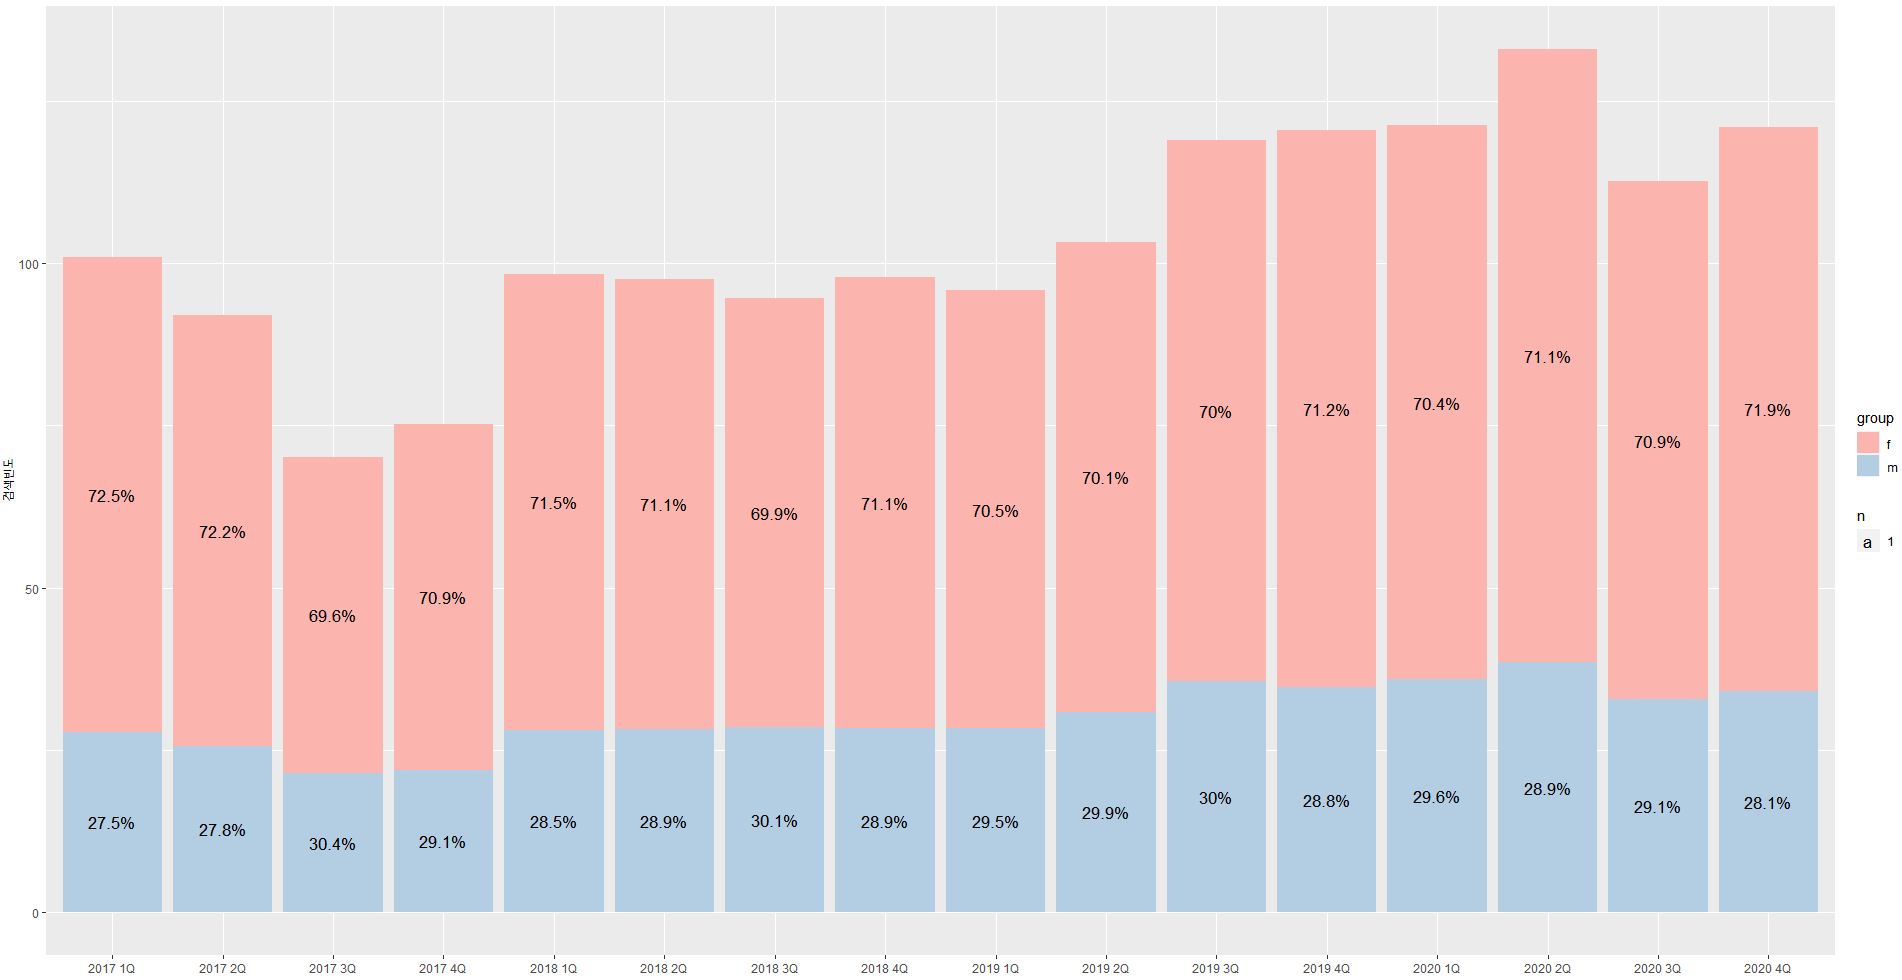 검색빈도
100
50
0
72.5%
72.2%
69.6%
70.9%
71.5%
71.1%
69.9%
71.1%
70.5%
70.1%
70%
71.2%
70.4%
71.1%
70.9%
71.9%
27.5%
27.8%
30.4%
29.1%
28.5%
28.9%
30.1%
28.9%
29.5%
29.9%
30%
28.8%
29.6%
28.9%
29.1%
28.1%
2017 1Q
2017 2Q
2017 3Q
2017 4Q
2018 1Q
2018 2Q
2018 3Q
2018 4Q
2019 1Q
2019 2Q
2019 3Q
2019 4Q
2020 1Q
2020 2Q
2020 3Q
2020 4Q
group
f
m
n
a 1